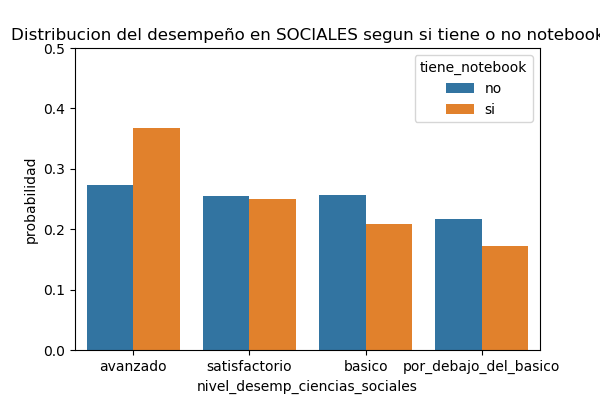 Distribucion del desempeño en SOCIALES segun si tiene o no notebook
0.5
0.4
0.3
0.2
0.1
0.0
probabilidad
tiene_notebook
no
si
avanzado satisfactorio basico por_debajo_del_basico
nivel_desemp_ciencias_sociales